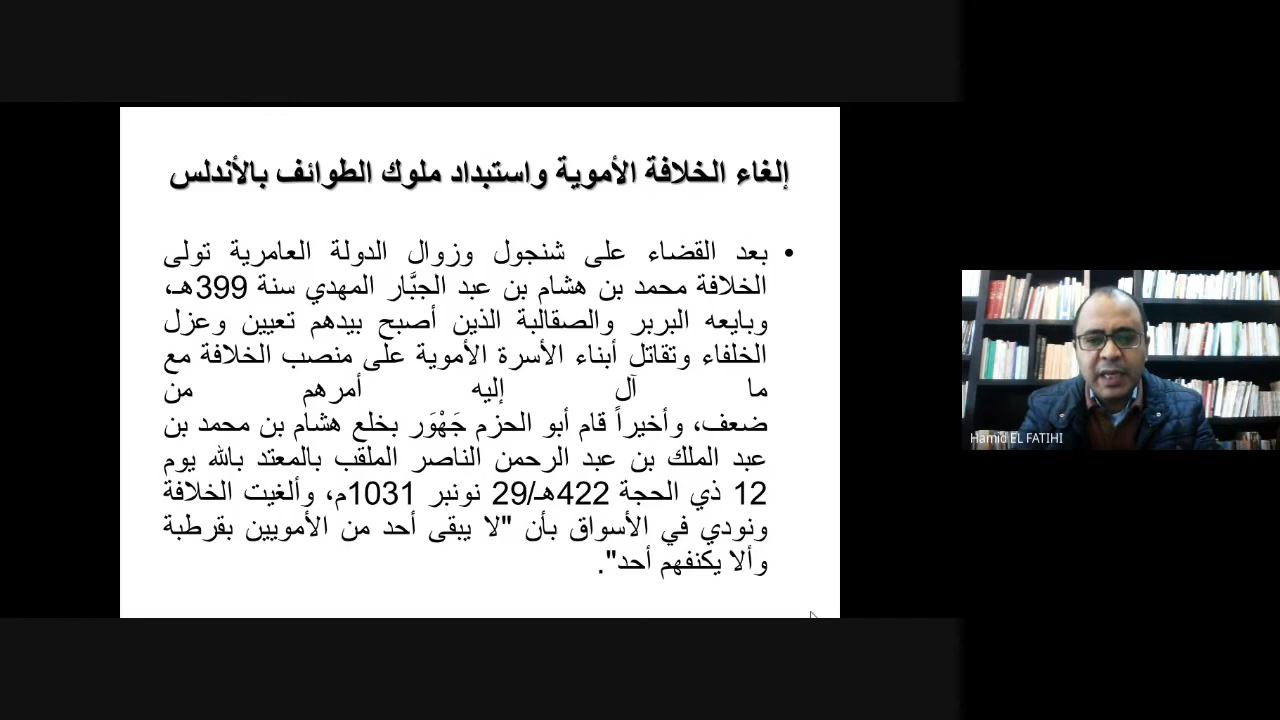 إلغاء الخلافة الأموية واستبداد ملوك الطوائف بالأندلس
• بعد القضاء على شنجول وزوال الدولة العامرية تولى
الخلافة محمد بن هشام بن عبد الجبَّار المهدي سنة 399هـ،
وبايعه البربر والصقالبة الذين أصبح بيدهم تعيين وعزل
الخلفاء وتقاتل أبناء الأسرة الأموية على منصب الخلافة مع
ما آل إليه أمرهم من
ضعف، وأخيراً قام أبو الحزم جَهْوَر بخلع هشام بن محمد بن
عبد الملك بن عبد الرحمن الناصر الملقب بالمعتد بالله يوم
12 ذي الحجة 422هـ/29 نونبر 1031م، وألغيت الخلافة
ونودي في الأسواق بأن "لا يبقى أحد من الأمويين بقرطبة
وألا يكنفهم أحد".
Hamid EL FATIHI